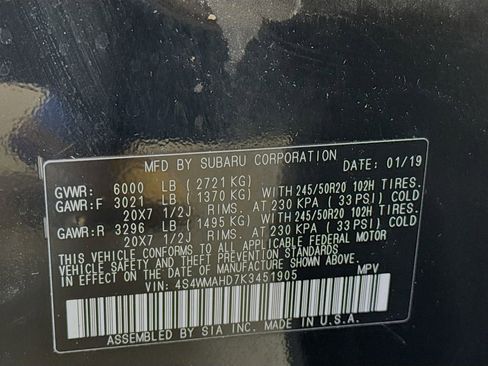 MFD BY SUBARU CORPORATION DATE: 01/19
GVWR: 6000 LB (2721 KG)
GAWR:F 3021 LB (1370 KG) WITH 245/50R20 102H TIRES.
20X7 1/2J RIMS. AT 230 KPA (33 PSI) COLD
GAWR:R 3296 LB (1495 KG) WITH 245/50R20 102H TIRES.
20X7 1/2J RIMS. AT 230 KPA (33 PSI) COLD
THIS VEHICLE CONFORMS TO ALL APPLICABLE FEDERAL MOTOR
VEHICLE SAFETY AND THEFT PREVENTION STANDARDS
IN EFFECT ON THE DATE OF MANUFACTURE SHOWN ABOVE.
VIN: 4S4WMAHD7K3451905 MPV
ASSEMBLED BY SIA INC. MADE IN U.S.A.